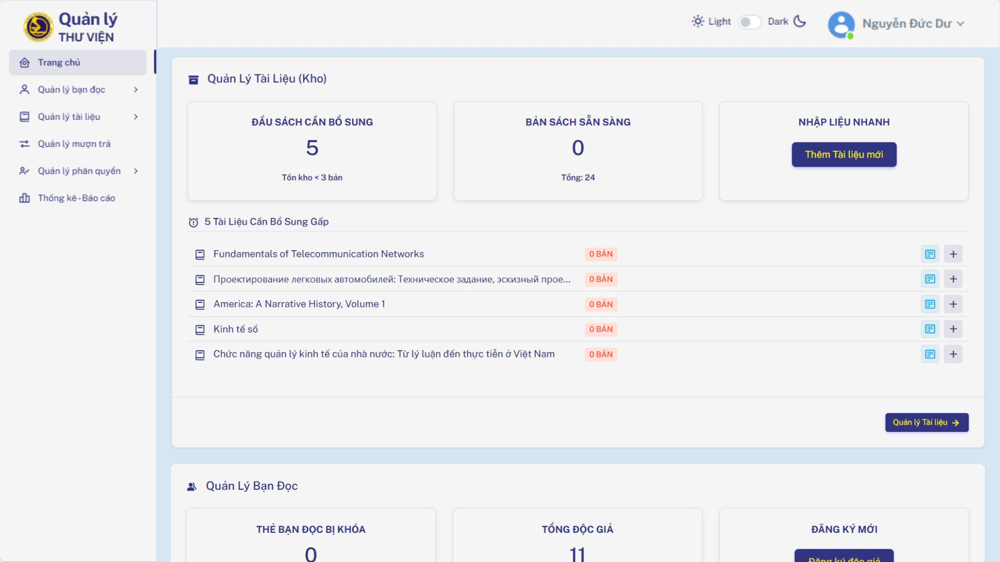 Quản lý
THƯ VIỆN
Light
Dark
Nguyễn Đức Dư
Trang chủ
Quản lý bạn đọc
Quản lý tài liệu
Quản lý mượn trả
Quản lý phân quyền
Thống kê - Báo cáo
Quản Lý Tài Liệu (Kho)
ĐẦU SÁCH CẦN BỔ SUNG
5
Tồn kho < 3 bản
BẢN SÁCH SẴN SÀNG
0
Tổng: 24
NHẬP LIỆU NHANH
Thêm Tài liệu mới
5 Tài Liệu Cần Bổ Sung Gấp
Fundamentals of Telecommunication Networks 0 BẢN
Проектирование легковых автомобилей: Техническое задание, эскизный прое... 0 BẢN
America: A Narrative History, Volume 1 0 BẢN
Kinh tế số 0 BẢN
Chức năng quản lý kinh tế của nhà nước: Từ lý luận đến thực tiễn ở Việt Nam 0 BẢN
Quản lý Tài liệu
Quản Lý Bạn Đọc
THẺ BẠN ĐỌC BỊ KHÓA
0
TỔNG ĐỘC GIẢ
11
ĐĂNG KÝ MỚI
Đăng ký độc giả